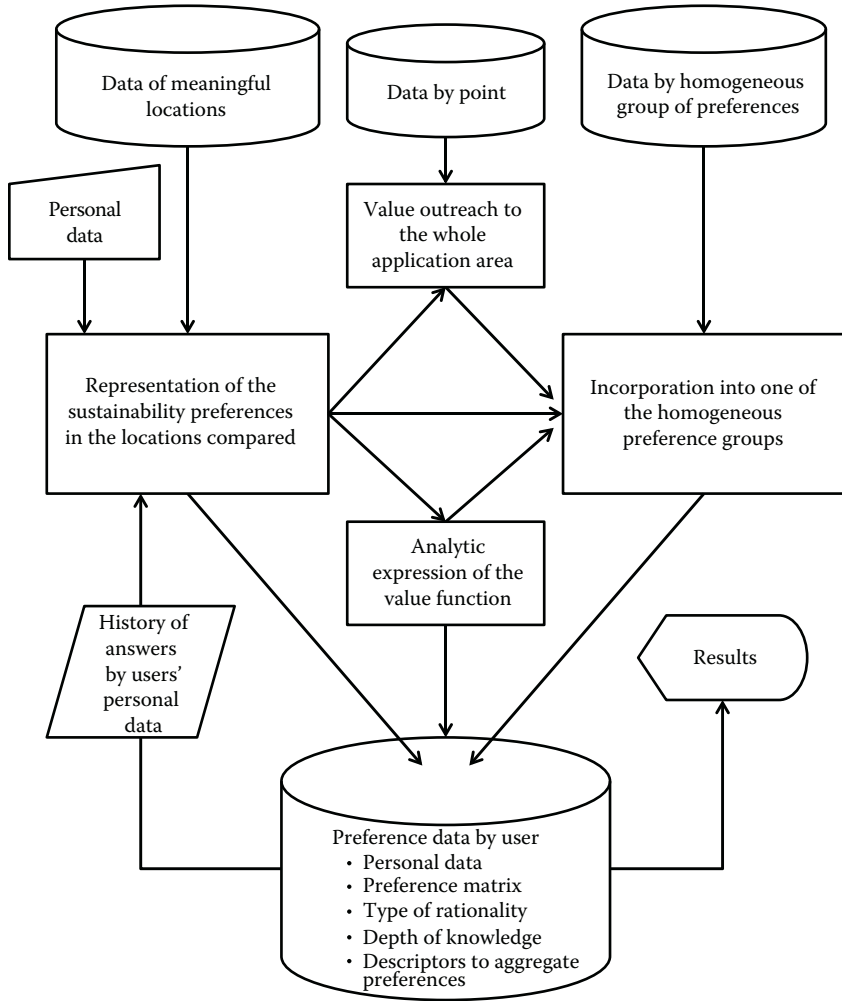 Data of meaningful
locations
Data by point
Data by homogeneous
group of preferences
Personal
data
Value outreach to
the whole
application area
Representation of the
sustainability preferences
in the locations compared
Incorporation into one of
the homogeneous
preference groups
Analytic
expression of the
value function
History of
answers
by users’
personal
data
Results
Preference data by user
• Personal data
• Preference matrix
• Type of rationality
• Depth of knowledge
• Descriptors to aggregate
preferences